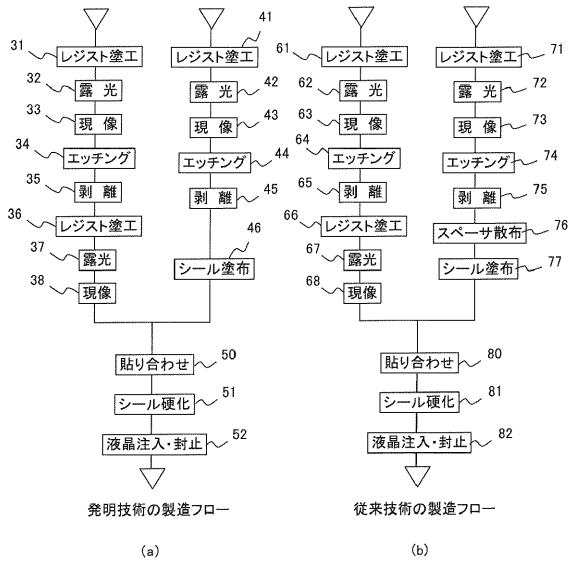 31
レジスト塗工
32
露 光
33
現 像
34
エッチング
35
剥 離
36
レジスト塗工
37
露光
38
現像
41
レジスト塗工
42
露 光
43
現 像
44
エッチング
45
剥 離
46
シール塗布
50
貼り合わせ
51
シール硬化
52
液晶注入・封止
発明技術の製造フロー
(a)
61
レジスト塗工
62
露 光
63
現 像
64
エッチング
65
剥 離
66
レジスト塗工
67
露光
68
現像
71
レジスト塗工
72
露 光
73
現 像
74
エッチング
75
剥 離
76
スペーサ散布
77
シール塗布
80
貼り合わせ
81
シール硬化
82
液晶注入・封止
従来技術の製造フロー
(b)